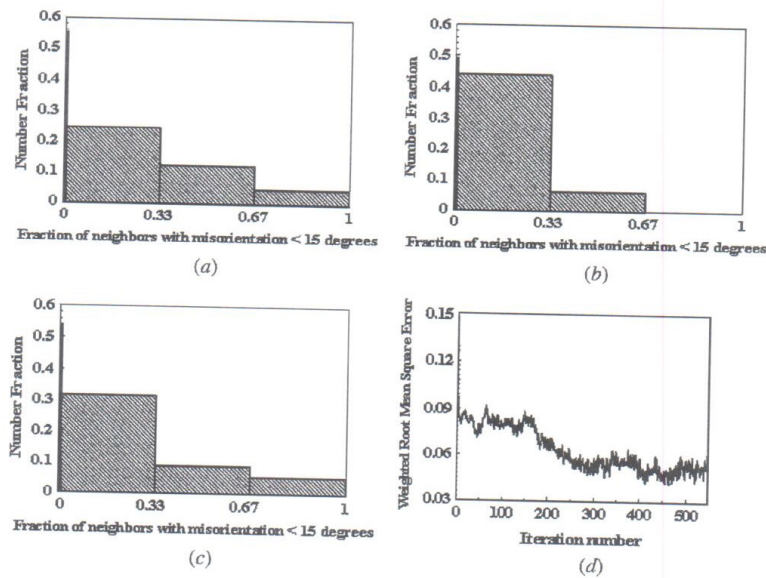 0.6
0.5
0.4
0.3
0.2
0.1
0
Number Fraction
0 0.33 0.67 1
Fraction of neighbors with misorientation < 15 degrees
(a)
0.6
0.5
0.4
0.3
0.2
0.1
0
Number Fraction
0 0.33 0.67 1
Fraction of neighbors with misorientation < 15 degrees
(b)
0.6
0.5
0.4
0.3
0.2
0.1
0
Number Fraction
0 0.33 0.67 1
Fraction of neighbors with misorientation < 15 degrees
(c)
0.15
0.12
0.09
0.06
0.03
Weighted Root Mean Square Error
0 100 200 300 400 500
Iteration number
(d)